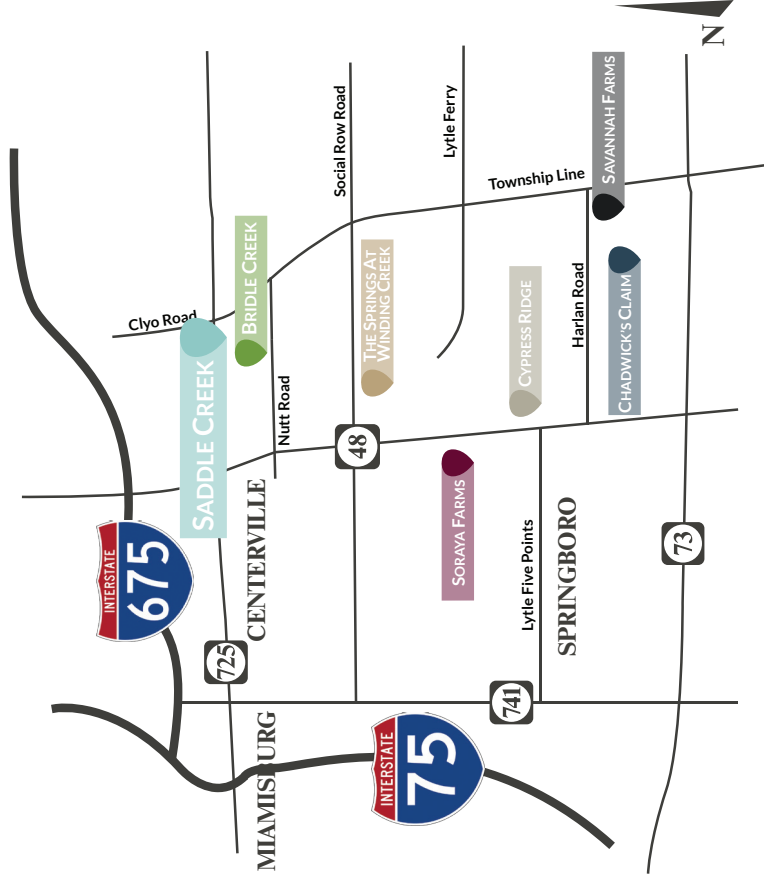 INTERSTATE
675
Clyo Road
SADDLE CREEK
725
BRIDLE CREEK
MIAMISBURG
CENTERVILLE
Nutt Road
Social Row Road
48
THE SPRINGS AT
WINDING CREEK
INTERSTATE
75
Lytle Ferry
SORAYA FARMS
741
CYPRESS RIDGE
Lytle Five Points
Township Line
SPRINGBORO
Harlan Road
SAVANNAH FARMS
CHADWICK'S CLAIM
73
N